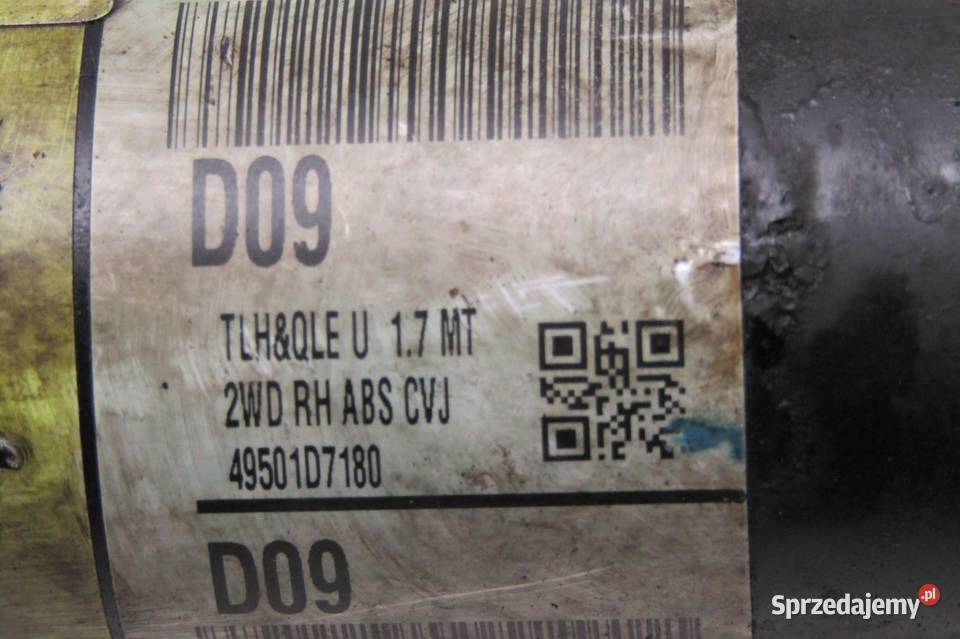 D09
TLH&QLE U 1.7 MT
2WD RH ABS CVJ
49501D7180
D09
Sprzedajemy.pl